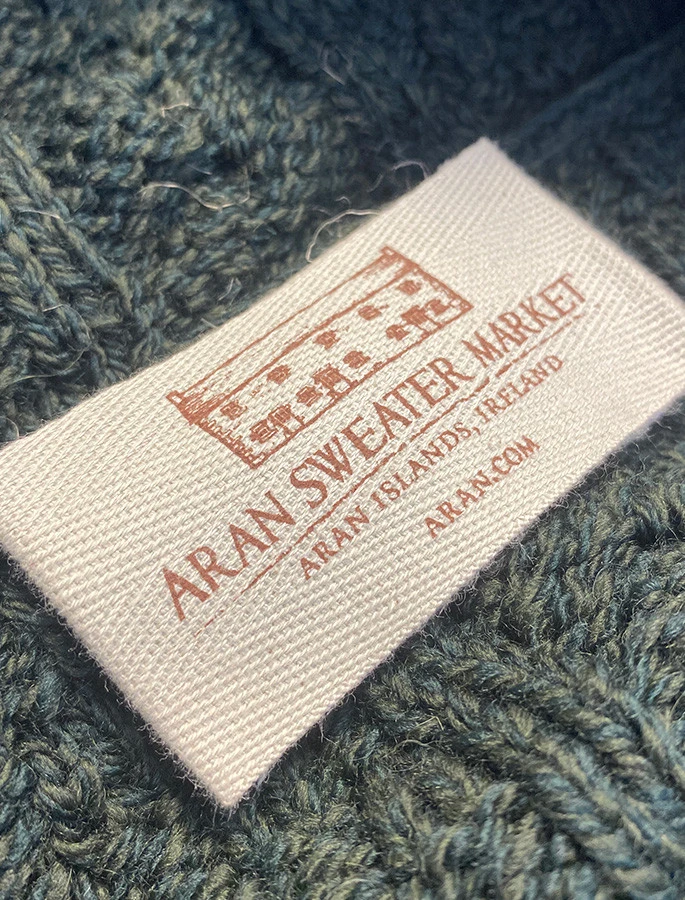 ARAN SWEATER MARKET
ARAN ISLANDS, IRELAND
ARAN.COM